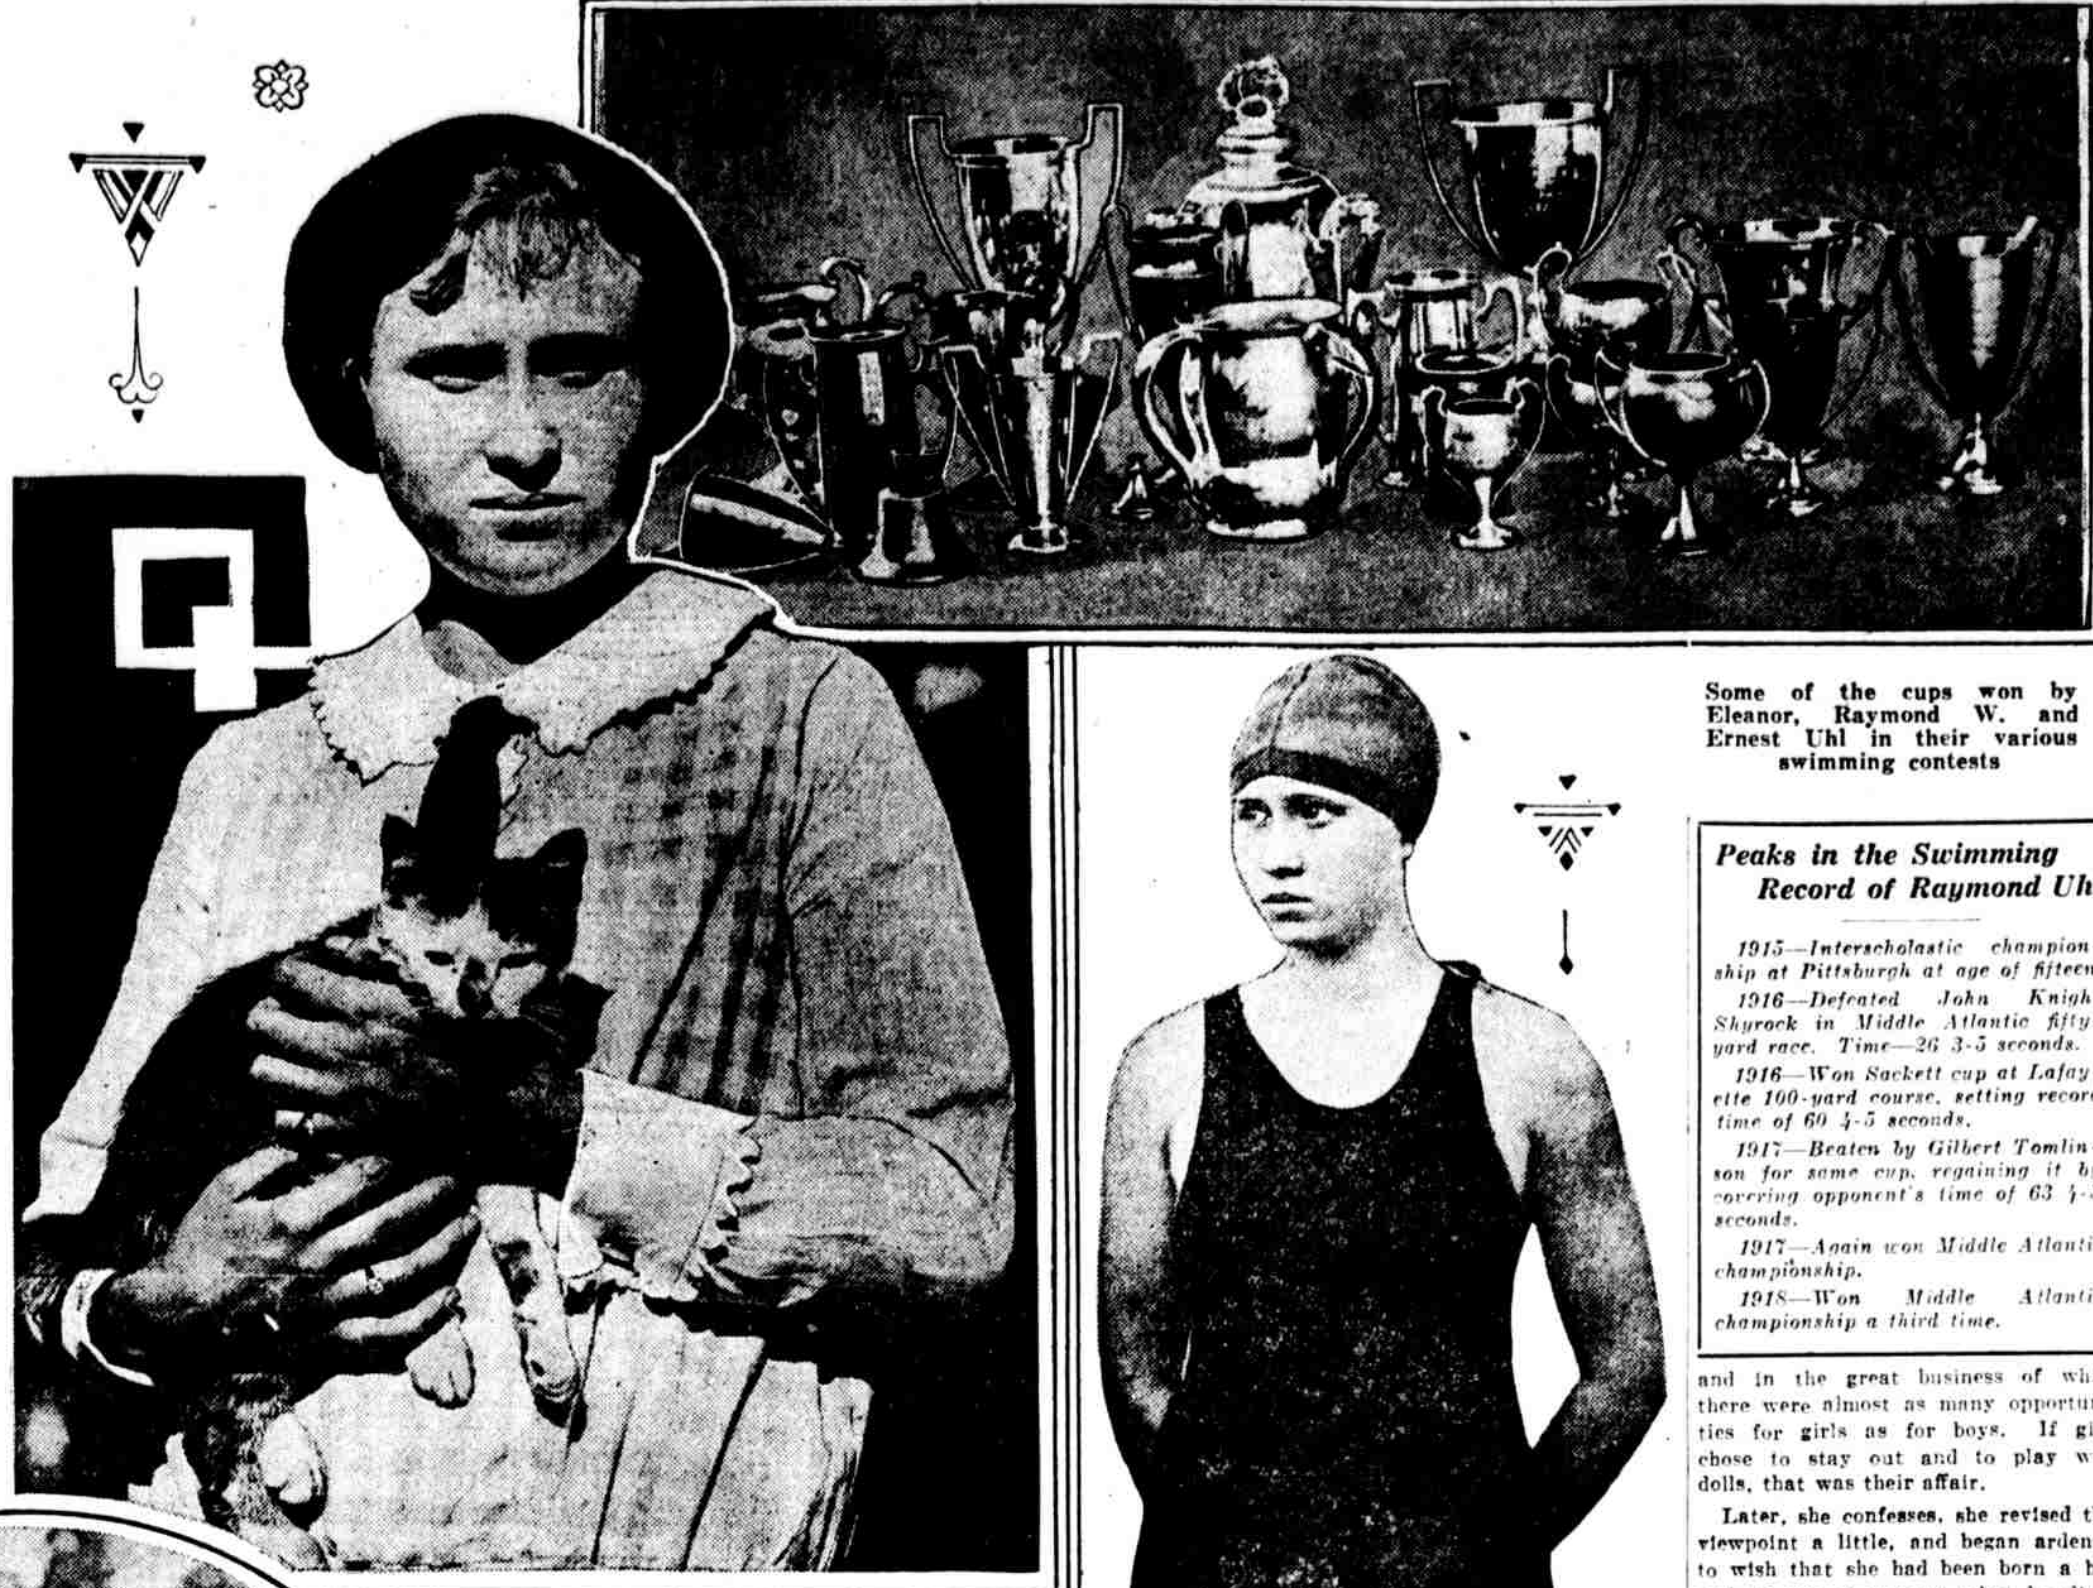 Some of the cups won by
Eleanor, Raymond W. and
Ernest Uhl in their various
swimming contests
Peaks in the Swimming
Record of Raymond Uh
1915—Interscholastic champion
ship at Pittsburgh at age of fifteen
1916—Defeated John Knigh
Shyrock in Middle Atlantic fifty
yard race. Time—26 3-5 seconds.
1916—Won Sackett cup at Lafay
ette 100-yard course, setting recor
time of 60 4-5 seconds.
1917—Beaten by Gilbert Tomlin
son for same cup, regaining it b
covering opponent's time of 63 4-
seconds.
1917—Again won Middle Atlanti
championship.
1918—Won Middle Atlanti
championship a third time.
and in the great business of wh
there were almost as many opportun
ties for girls as for boys. If gi
chose to stay out and to play w
dolls, that was their affair.
Later, she confesses, she revised t
viewpoint a little, and began arden
to wish that she had been born a b